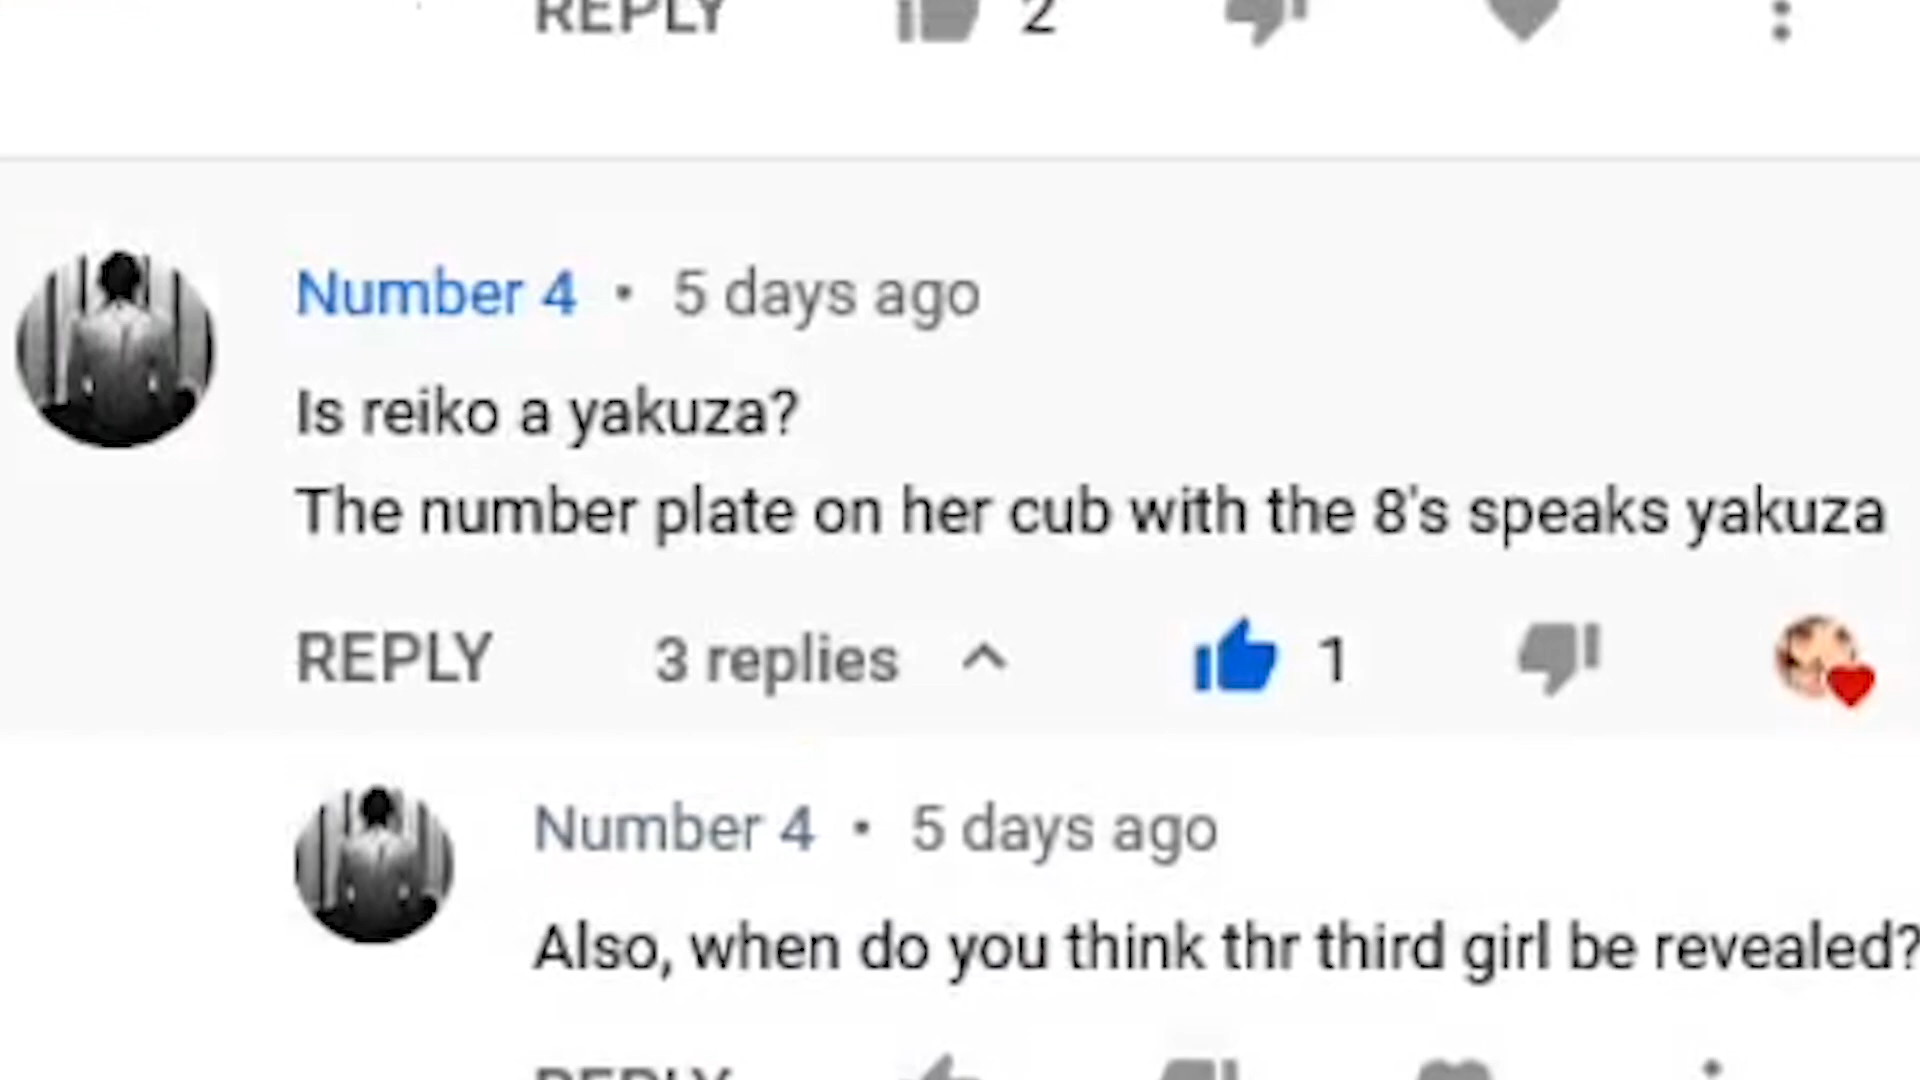 REPLY 2
Number 4 • 5 days ago
Is reiko a yakuza?
The number plate on her cub with the 8's speaks yakuza
REPLY 3 replies 1
Number 4 • 5 days ago
Also, when do you think thr third girl be revealed?
REPLY